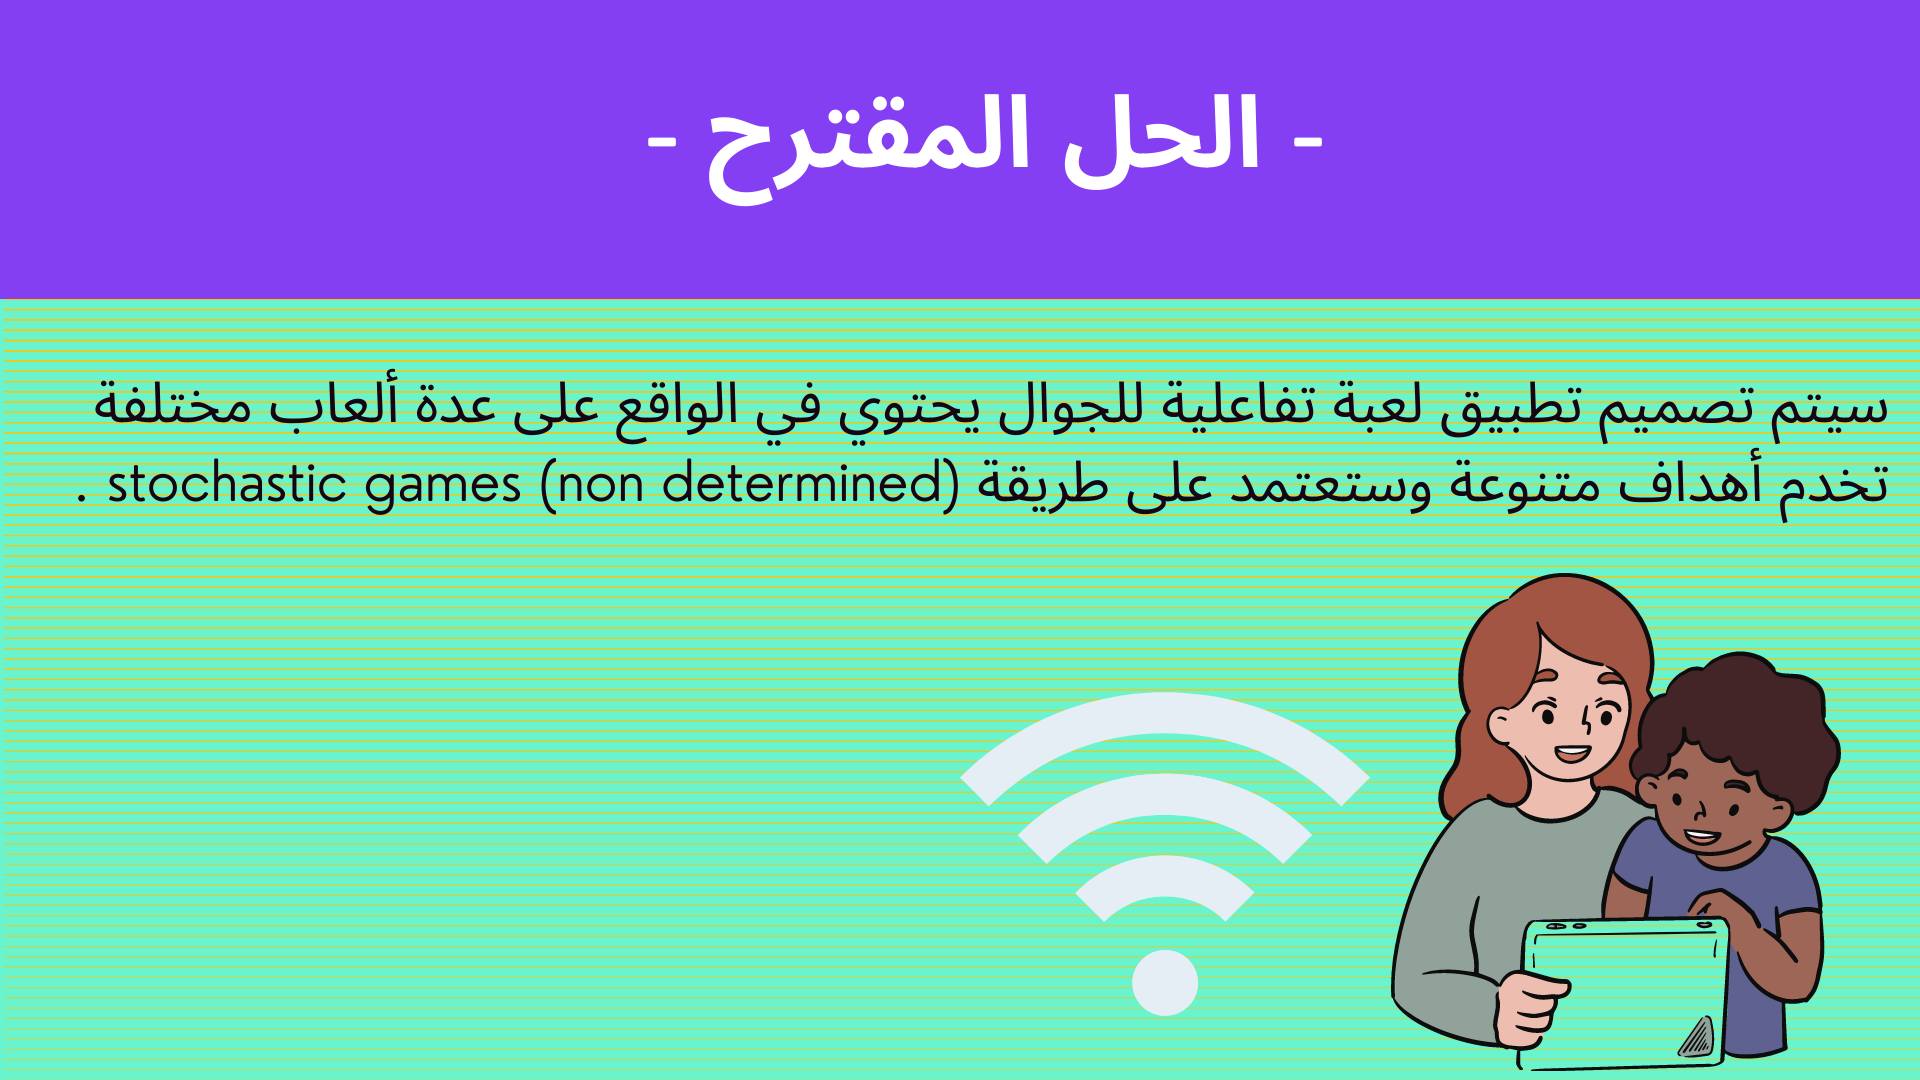 - الحل المقترح -
سيتم تصميم تطبيق لعبة تفاعلية للجوال يحتوي في الواقع على عدة ألعاب مختلفة
تخدم أهداف متنوعة وستعتمد على طريقة stochastic games (non determined) .